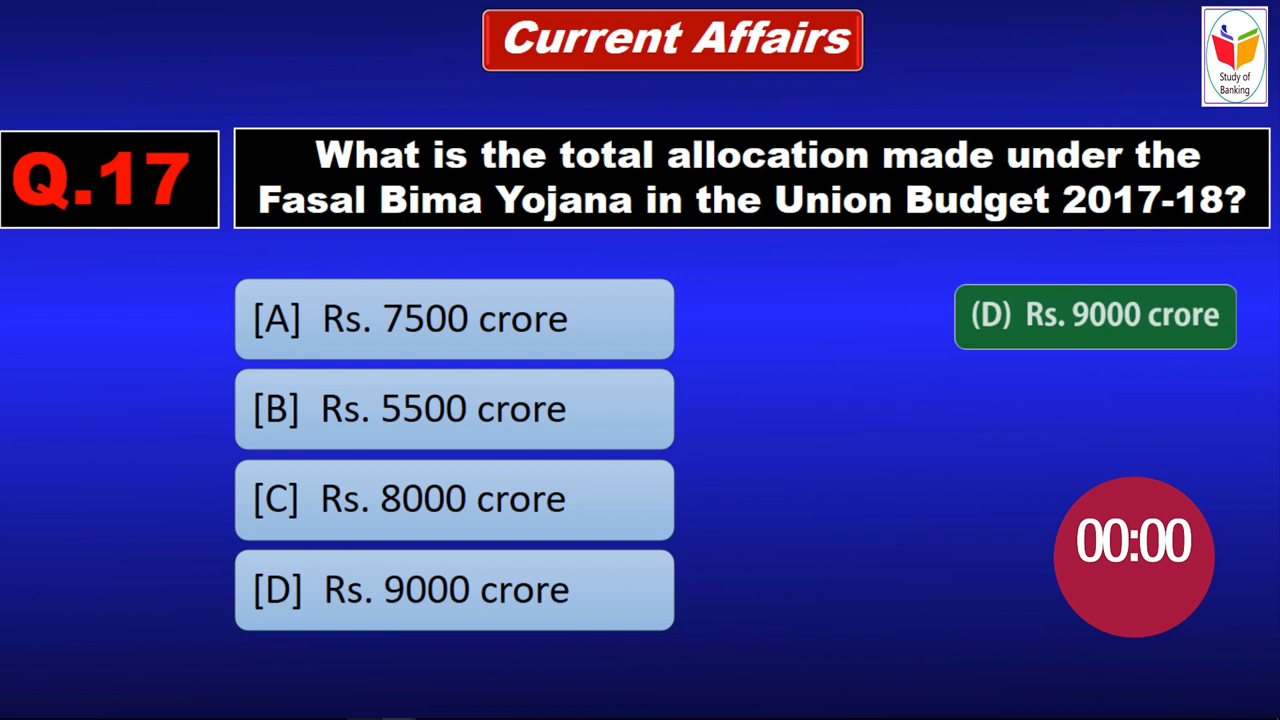 Current Affairs
Study of
Banking
Q.17
What is the total allocation made under the
Fasal Bima Yojana in the Union Budget 2017-18?
[A] Rs. 7500 crore
(D) Rs. 9000 crore
[B] Rs. 5500 crore
[C] Rs. 8000 crore
[D] Rs. 9000 crore
00:00